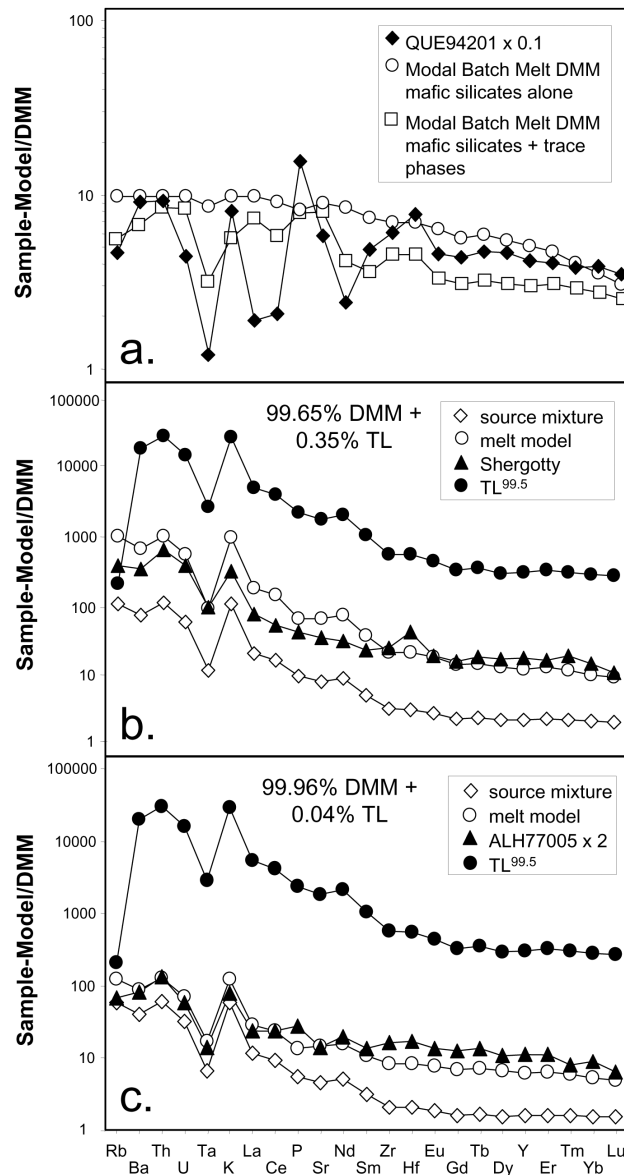 100
QUE94201 x 0.1
Modal Batch Melt DMM
mafic silicates alone
Modal Batch Melt DMM
mafic silicates + trace
phases
Sample-Model/DMM
10
1
a.
100000
99.65% DMM +
0.35% TL
source mixture
melt model
Shergotty
TL99.5
10000
1000
Sample-Model/DMM
100
10
1
b.
100000
99.96% DMM +
0.04% TL
source mixture
melt model
ALH77005 x 2
TL99.5
10000
1000
Sample-Model/DMM
100
10
1
c.
Rb Th Ta La P Nd Zr Eu Tb Y Tm Lu
Ba U K Ce Sr Sm Hf Gd Dy Er Yb